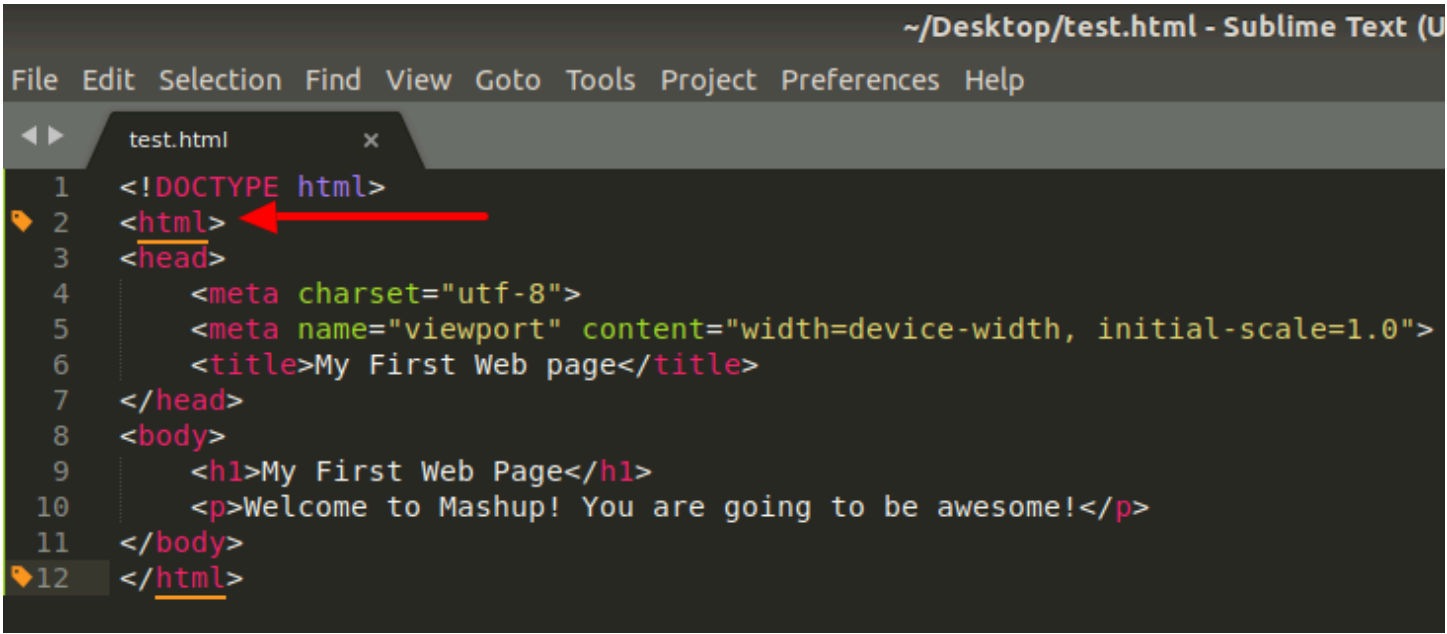 ~/Desktop/test.html - Sublime Text (U
File Edit Selection Find View Goto Tools Project Preferences Help
test.html ×
1 <!DOCTYPE html>
2 <html>
3 <head>
4 <meta charset="utf-8">
5 <meta name="viewport" content="width=device-width, initial-scale=1.0">
6 <title>My First Web page</title>
7 </head>
8 <body>
9 <h1>My First Web Page</h1>
10 <p>Welcome to Mashup! You are going to be awesome!</p>
11 </body>
12 </html>